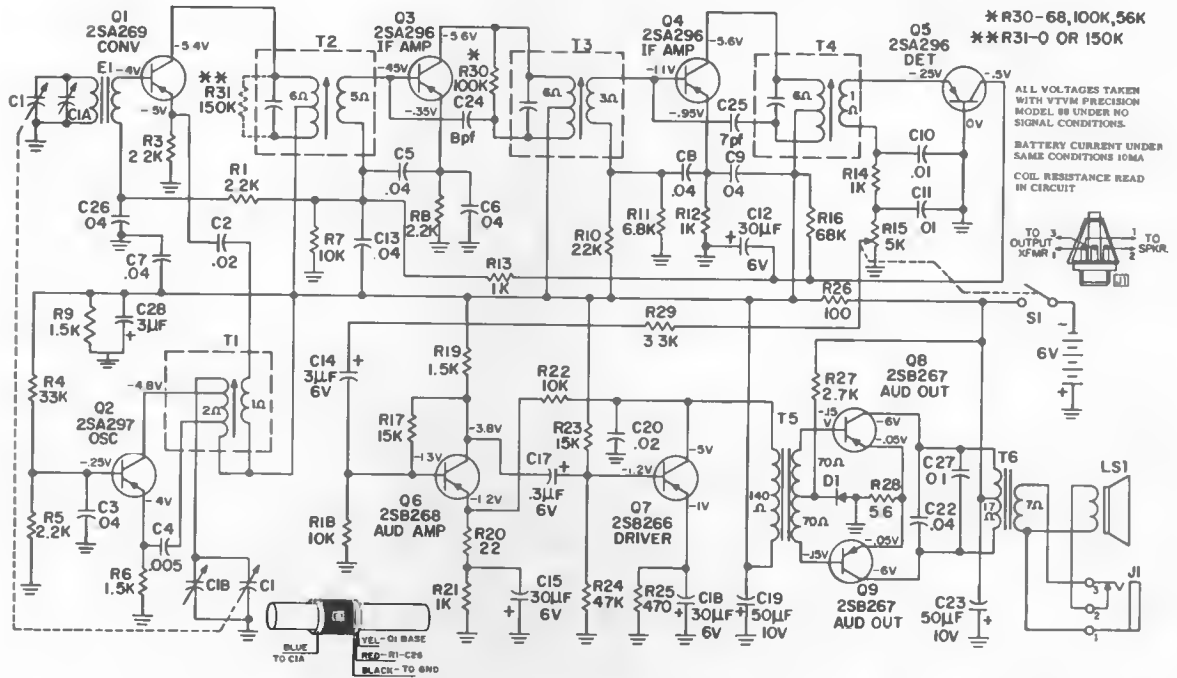 Q1
2SA269
CONV
-5.4V
E1
-4V
C1
C1A
-.5V
R3
2.2K
**
R31
150K
T2
6Ω
5Ω
Q3
2SA296
IF AMP
-5.6V
-.45V
-.35V
*
R30
100K
C24
8pf
T3
6Ω
3Ω
Q4
2SA296
IF AMP
-5.6V
-1.1V
-.95V
C25
7pf
T4
6Ω
1Ω
Q5
2SA296
DET
-.25V
-.5V
0V
*R30-68,100K,56K
**R31-0 OR 150K
ALL VOLTAGES TAKEN
WITH VTVM PRECISION
MODEL 88 UNDER NO
SIGNAL CONDITIONS.
BATTERY CURRENT UNDER
SAME CONDITIONS 10MA
COIL RESISTANCE READ
IN CIRCUIT
R1
2.2K
C26
.04
C7
.04
C2
.02
R7
10K
C5
.04
C13
.04
R8
2.2K
C6
.04
R13
1K
R10
22K
R11
6.8K
C8
.04
R12
1K
C9
.04
C12
30µF
+
6V
R16
68K
R14
1K
C10
.01
C11
.01
R15
5K
TO
OUTPUT
XFMR
3
1
1
2
TO
SPKR.
J1
R26
100
S1
-
6V
+
R9
1.5K
C28
3µF
+
R4
33K
T1
2Ω
1Ω
Q2
2SA297
OSC
-4.8V
-.25V
-.4V
C3
.04
R5
2.2K
C4
.005
R6
1.5K
C1B
C1
C14
3µF
6V
+
R29
3.3K
R19
1.5K
R17
15K
-3.8V
-1.3V
-1.2V
Q6
2SB268
AUD AMP
R18
10K
R20
22
R21
1K
C15
30µF
6V
+
R22
10K
C17
.3µF
6V
+
R23
15K
C20
.02
-5V
-1.2V
-1V
Q7
2SB266
DRIVER
R24
47K
R25
470
C18
30µF
6V
+
C19
50µF
10V
+
T5
140
Ω
70Ω
70Ω
R27
2.7K
Q8
2SB267
AUD OUT
-.15
V
-6V
-.05V
D1
R28
5.6
-.05V
-.15V
-6V
Q9
2SB267
AUD OUT
C27
.01
C22
.04
T6
17
Ω
7Ω
LS1
C23
50µF
10V
+
J1
3
2
1
BLUE
TO C1A
YEL-Q1 BASE
RED-R1-C26
BLACK-TO GND